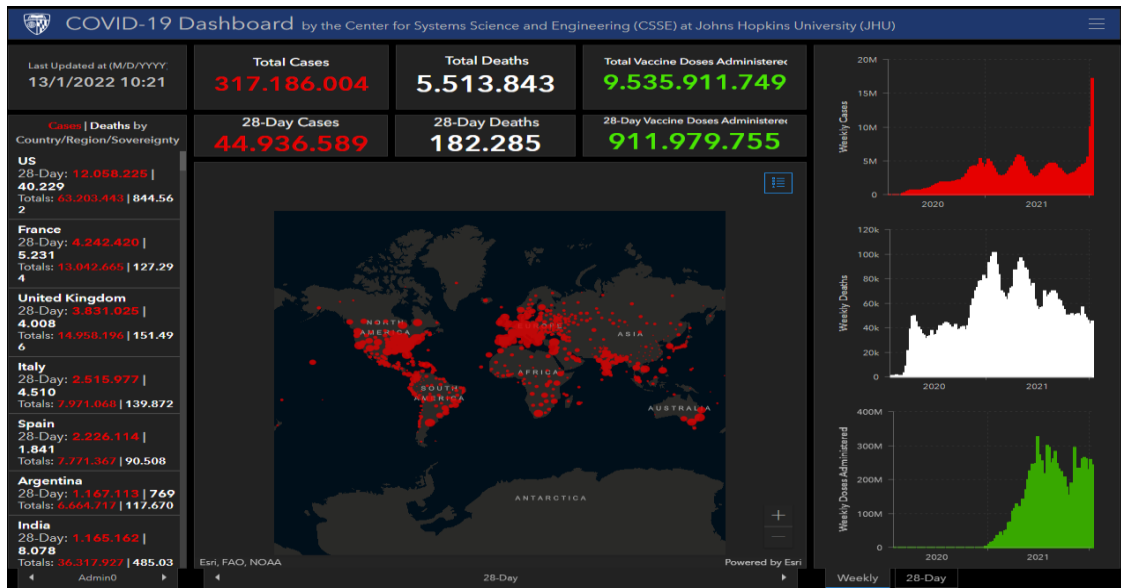 COVID-19 Dashboard by the Center for Systems Science and Engineering (CSSE) at Johns Hopkins University (JHU)
Last Updated at (M/D/YYYY
13/1/2022 10:21
Cases | Deaths by
Country/Region/Sovereignty
US
28-Day: 12.058.225 |
40.229
Totals: 63.203.443 | 844.56
2
France
28-Day: 4.242.420 |
5.231
Totals: 13.042.665 | 127.29
4
United Kingdom
28-Day: 3.831.025 |
4.008
Totals: 14.958.196 | 151.49
6
Italy
28-Day: 2.515.977 |
4.510
Totals: 7.971.068 | 139.872
Spain
28-Day: 2.226.114 |
1.841
Totals: 7.771.367 | 90.508
Argentina
28-Day: 1.167.113 | 769
Totals: 6.664.717 | 117.670
India
28-Day: 1.165.162 |
8.078
Totals: 36.317.927 | 485.03
Admin0
Total Cases
317.186.004
Total Deaths
5.513.843
Total Vaccine Doses Administerec
9.535.911.749
28-Day Cases
44.936.589
28-Day Deaths
182.285
28-Day Vaccine Doses Administerec
911.979.755
NORTH
AMERICA
EUROPE
ASIA
AFRICA
SOUTH
AMERICA
AUSTRALIA
ANTARCTICA
+
−
Esri, FAO, NOAA
Powered by Esri
28-Day
Weekly Cases
20M
15M
10M
5M
0
2020
2021
Weekly Deaths
120k
100k
80k
60k
40k
20k
0
2020
2021
Weekly Doses Administered
400M
300M
200M
100M
0
2020
2021
Weekly
28-Day